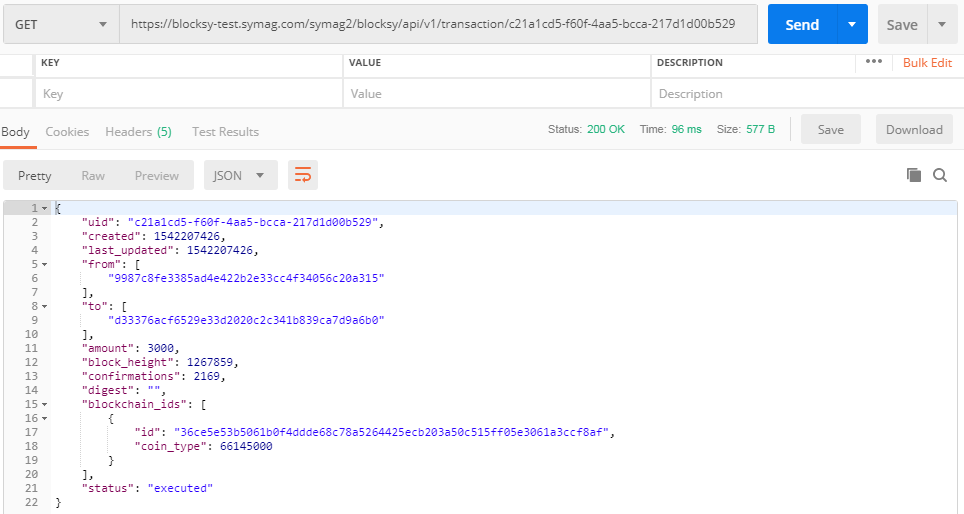 GET https://blocksy-test.symag.com/symag2/blocksy/api/v1/transaction/c21a1cd5-f60f-4aa5-bcca-217d1d00b529 Send Save
KEY VALUE DESCRIPTION ••• Bulk Edit
Key Value Description
Body Cookies Headers (5) Test Results Status: 200 OK Time: 96 ms Size: 577 B Save Download
Pretty Raw Preview JSON
1 {
2 "uid": "c21a1cd5-f60f-4aa5-bcca-217d1d00b529",
3 "created": 1542207426,
4 "last_updated": 1542207426,
5 "from": [
6 "9987c8fe3385ad4e422b2e33cc4f34056c20a315"
7 ],
8 "to": [
9 "d33376acf6529e33d2020c2c341b839ca7d9a6b0"
10 ],
11 "amount": 3000,
12 "block_height": 1267859,
13 "confirmations": 2169,
14 "digest": "",
15 "blockchain_ids": [
16 {
17 "id": "36ce5e53b5061b0f4ddde68c78a5264425ecb203a50c515ff05e3061a3ccf8af",
18 "coin_type": 66145000
19 }
20 ],
21 "status": "executed"
22 }